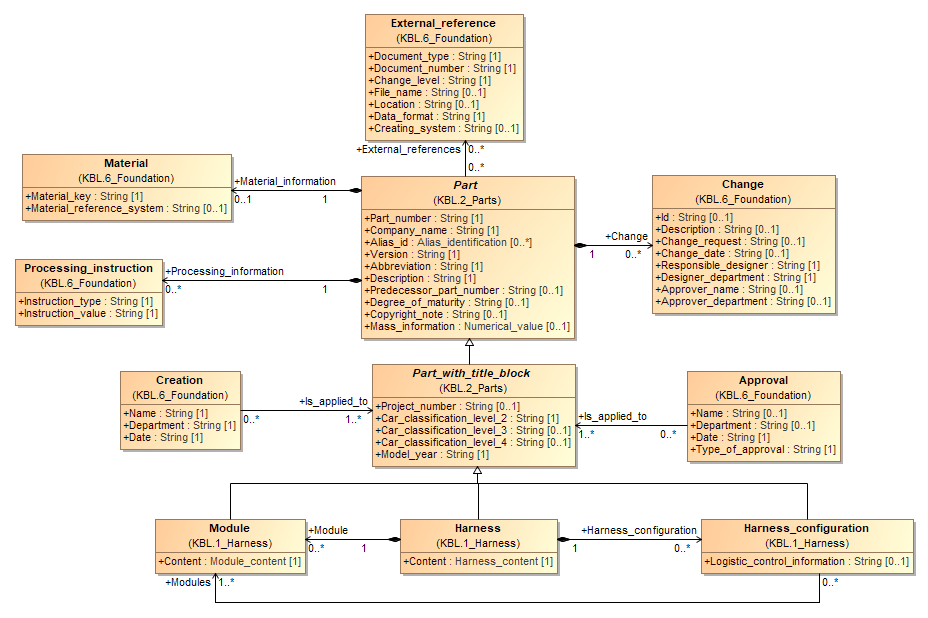 External_reference
(KBL.6_Foundation)
+Document_type : String [1]
+Document_number : String [1]
+Change_level : String [1]
+File_name : String [0..1]
+Location : String [0..1]
+Data_format : String [1]
+Creating_system : String [0..1]
+External_references
0..*
0..*
Material
(KBL.6_Foundation)
+Material_key : String [1]
+Material_reference_system : String [0..1]
+Material_information
0..1
1
Part
(KBL.2_Parts)
+Part_number : String [1]
+Company_name : String [1]
+Alias_id : Alias_identification [0..*]
+Version : String [1]
+Abbreviation : String [1]
+Description : String [1]
+Predecessor_part_number : String [0..1]
+Degree_of_maturity : String [0..1]
+Copyright_note : String [0..1]
+Mass_information : Numerical_value [0..1]
+Change
1
0..*
Change
(KBL.6_Foundation)
+Id : String [0..1]
+Description : String [0..1]
+Change_request : String [0..1]
+Change_date : String [0..1]
+Responsible_designer : String [1]
+Designer_department : String [1]
+Approver_name : String [0..1]
+Approver_department : String [0..1]
Processing_instruction
(KBL.6_Foundation)
+Instruction_type : String [1]
+Instruction_value : String [1]
+Processing_information
0..*
1
Creation
(KBL.6_Foundation)
+Name : String [1]
+Department : String [1]
+Date : String [1]
+Is_applied_to
0..*
1..*
Part_with_title_block
(KBL.2_Parts)
+Project_number : String [0..1]
+Car_classification_level_2 : String [1]
+Car_classification_level_3 : String [0..1]
+Car_classification_level_4 : String [0..1]
+Model_year : String [1]
+Is_applied_to
1..*
0..*
Approval
(KBL.6_Foundation)
+Name : String [0..1]
+Department : String [0..1]
+Date : String [1]
+Type_of_approval : String [1]
Module
(KBL.1_Harness)
+Content : Module_content [1]
+Module
0..*
1
Harness
(KBL.1_Harness)
+Content : Harness_content [1]
+Harness_configuration
1
0..*
Harness_configuration
(KBL.1_Harness)
+Logistic_control_information : String [0..1]
+Modules
1..*
0..*